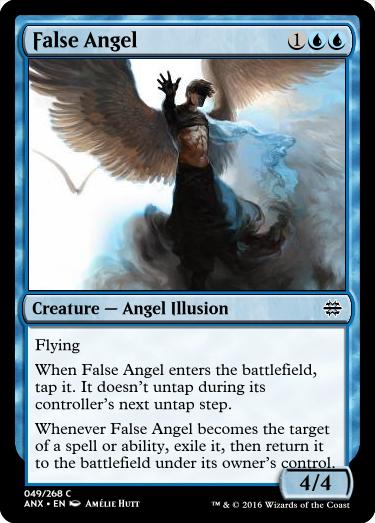 False Angel 1
Creature — Angel Illusion
Flying
When False Angel enters the battlefield,
tap it. It doesn't untap during its
controller's next untap step.
Whenever False Angel becomes the target
of a spell or ability, exile it, then return it
to the battlefield under its owner's control.
4/4
049/268 C
ANX • EN Amélie Hutt
™ & © 2016 Wizards of the Coast